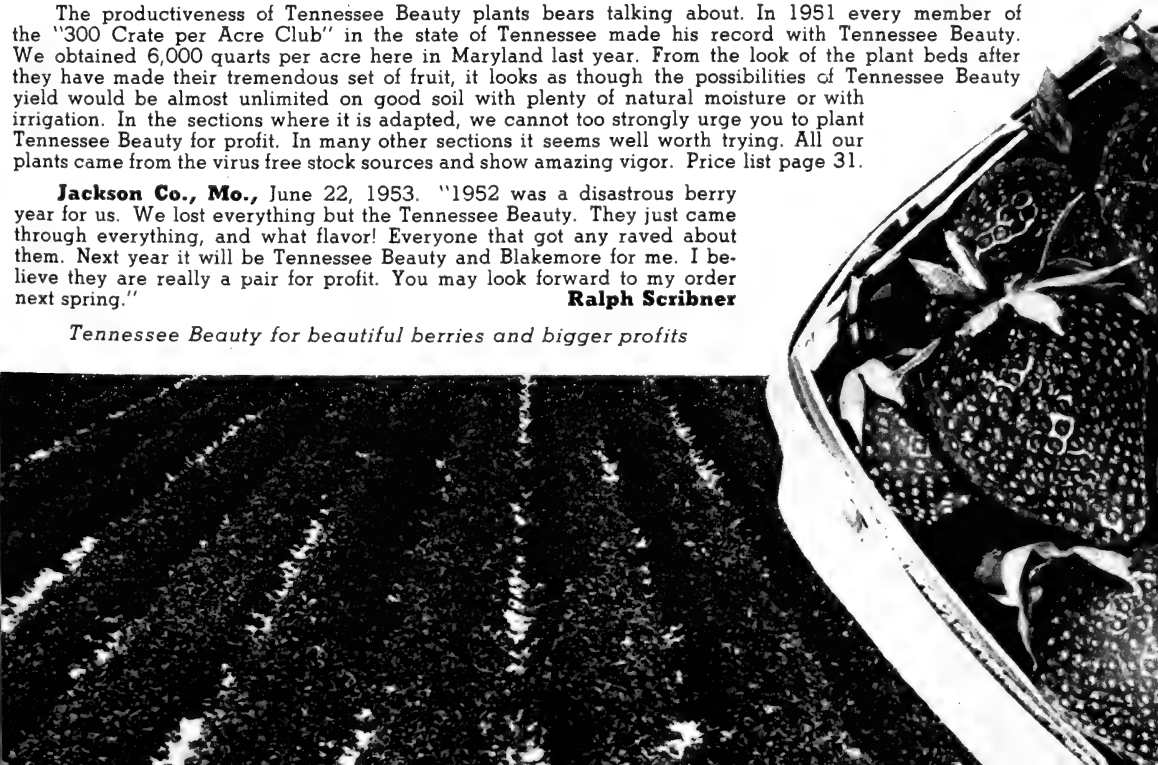 The productiveness of Tennessee Beauty plants bears talking about. In 1951 every member of
the "300 Crate per Acre Club" in the state of Tennessee made his record with Tennessee Beauty.
We obtained 6,000 quarts per acre here in Maryland last year. From the look of the plant beds after
they have made their tremendous set of fruit, it looks as though the possibilities of Tennessee Beauty
yield would be almost unlimited on good soil with plenty of natural moisture or with
irrigation. In the sections where it is adapted, we cannot too strongly urge you to plant
Tennessee Beauty for profit. In many other sections it seems well worth trying. All our
plants came from the virus free stock sources and show amazing vigor. Price list page 31.
Jackson Co., Mo., June 22, 1953. "1952 was a disastrous berry
year for us. We lost everything but the Tennessee Beauty. They just came
through everything, and what flavor! Everyone that got any raved about
them. Next year it will be Tennessee Beauty and Blakemore for me. I be-
lieve they are really a pair for profit. You may look forward to my order
next spring." Ralph Scribner
Tennessee Beauty for beautiful berries and bigger profits